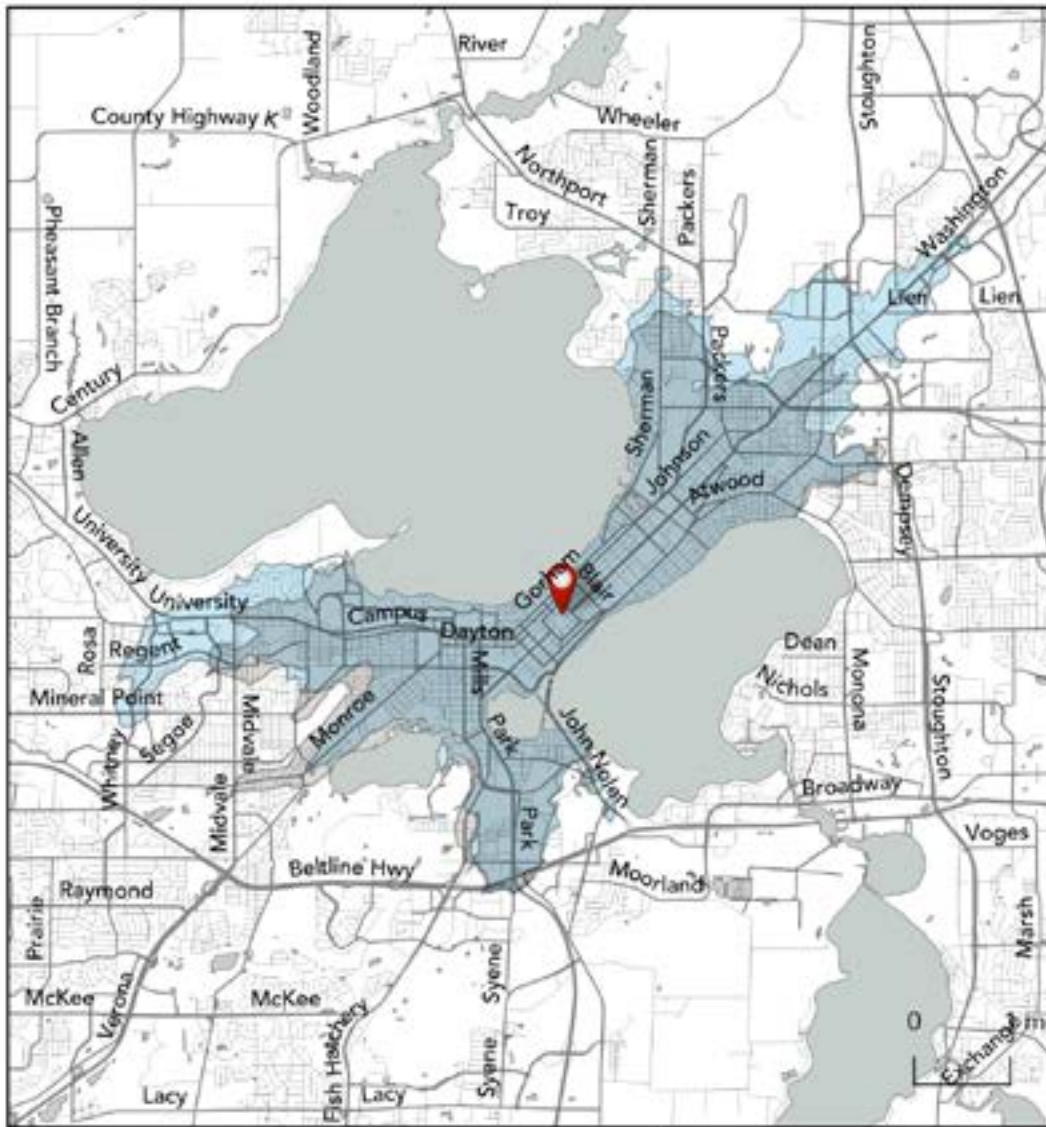 River
Woodland
Stoughton
County Highway K
Wheeler
Northport
Sherman
Packers
Troy
Washington
Pheasant Branch
Lien
Lien
Century
Packers
Sherman
Johnson
Allen
Atwood
Dempsey
University
University
Gorham
Blair
Campus
Dayton
Rosa
Regent
Mills
Dean
Nichols
Monona
Mineral Point
Segoe
Midvale
Monroe
Park
John Nolan
Stoughton
Whitney
Midvale
Park
Broadway
Voges
Beltline Hwy
Moorland
Raymond
Prairie
Marsh
Verona
McKee
McKee
Fish Hatchery
Syene
Syene
0
m
Exchange
Lacy
Lacy